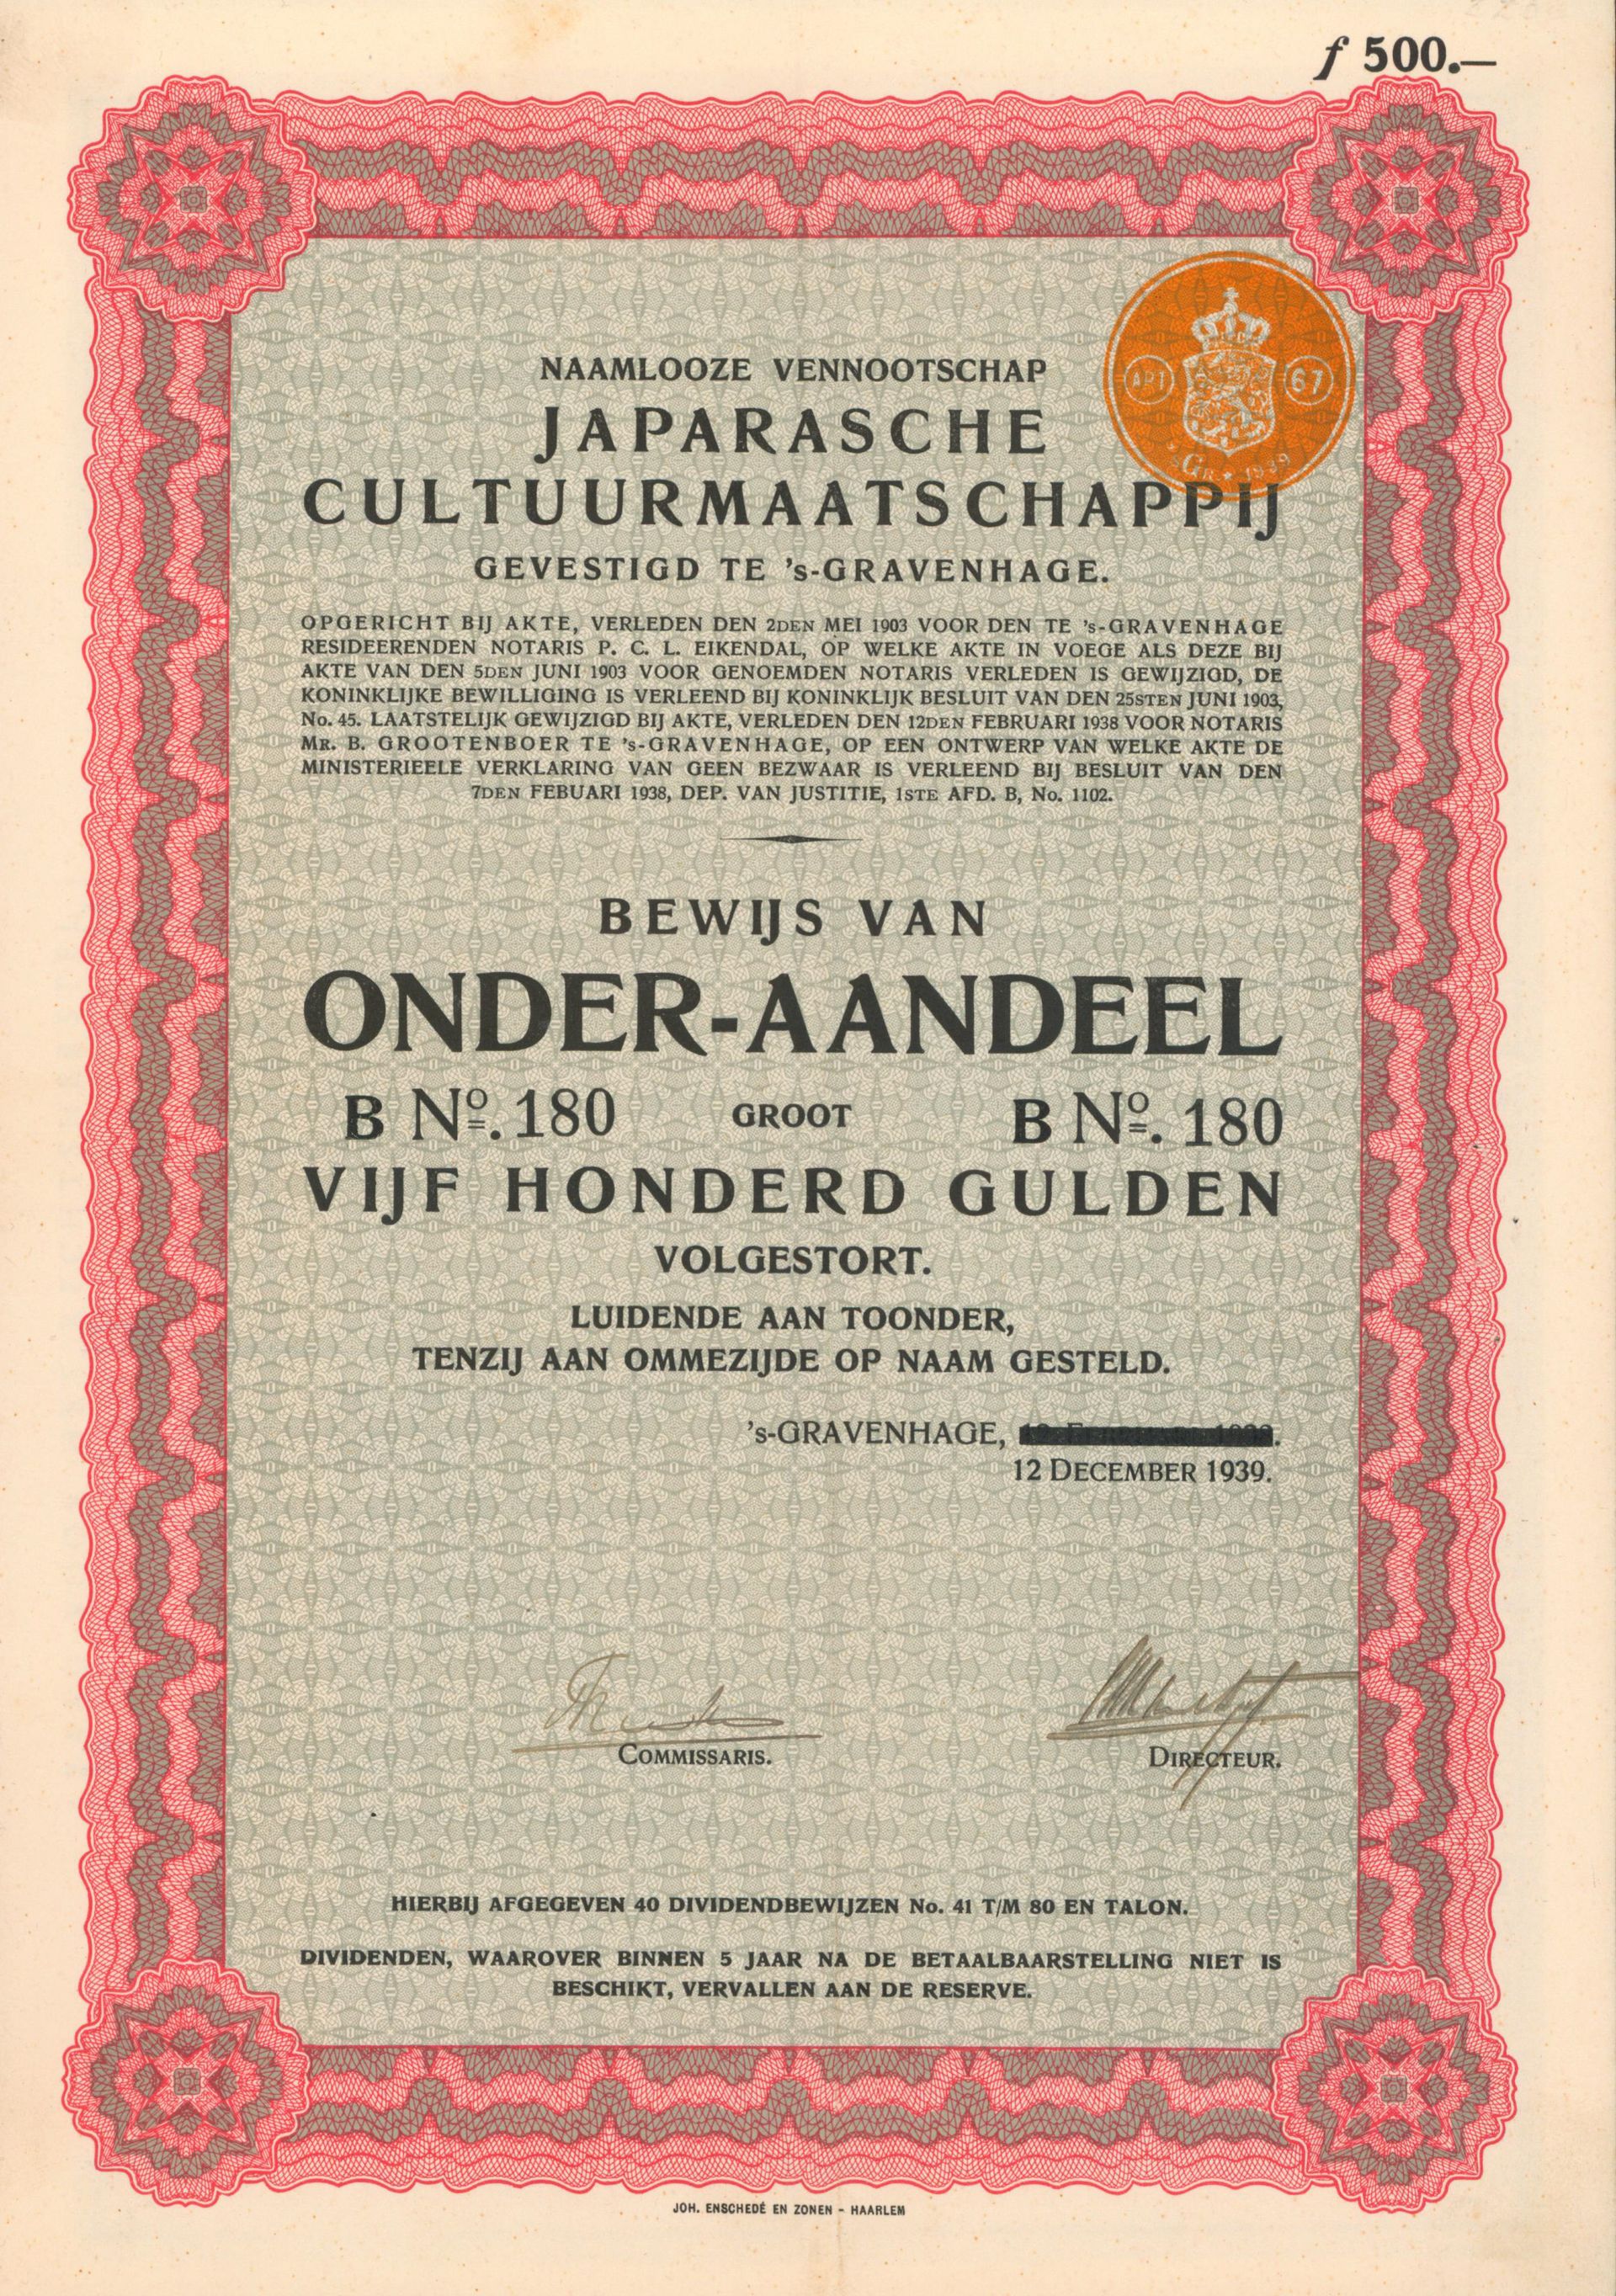 ƒ 500.—
ART 67
'sGR. * 1939
NAAMLOOZE VENNOOTSCHAP
JAPARASCHE
CULTUURMAATSCHAPPIJ
GEVESTIGD TE 's-GRAVENHAGE.
OPGERICHT BIJ AKTE, VERLEDEN DEN 2DEN MEI 1903 VOOR DEN TE 's-GRAVENHAGE
RESIDEERENDEN NOTARIS P. C. L. EIKENDAL, OP WELKE AKTE IN VOEGE ALS DEZE BIJ
AKTE VAN DEN 5DEN JUNI 1903 VOOR GENOEMDEN NOTARIS VERLEDEN IS GEWIJZIGD, DE
KONINKLIJKE BEWILLIGING IS VERLEEND BIJ KONINKLIJK BESLUIT VAN DEN 25STEN JUNI 1903,
No. 45. LAATSTELIJK GEWIJZIGD BIJ AKTE, VERLEDEN DEN 12DEN FEBRUARI 1938 VOOR NOTARIS
MR. B. GROOTENBOER TE 's-GRAVENHAGE, OP EEN ONTWERP VAN WELKE AKTE DE
MINISTERIEELE VERKLARING VAN GEEN BEZWAAR IS VERLEEND BIJ BESLUIT VAN DEN
7DEN FEBUARI 1938, DEP. VAN JUSTITIE, 1STE AFD. B, No. 1102.
BEWIJS VAN
ONDER-AANDEEL
B No. 180 GROOT B No. 180
VIJF HONDERD GULDEN
VOLGESTORT.
LUIDENDE AAN TOONDER,
TENZIJ AAN OMMEZIJDE OP NAAM GESTELD.
's-GRAVENHAGE,
12 DECEMBER 1939.
COMMISSARIS. DIRECTEUR.
HIERBIJ AFGEGEVEN 40 DIVIDENDBEWIJZEN No. 41 T/M 80 EN TALON.
DIVIDENDEN, WAAROVER BINNEN 5 JAAR NA DE BETAALBAARSTELLING NIET IS
BESCHIKT, VERVALLEN AAN DE RESERVE.
JOH. ENSCHEDÉ EN ZONEN - HAARLEM